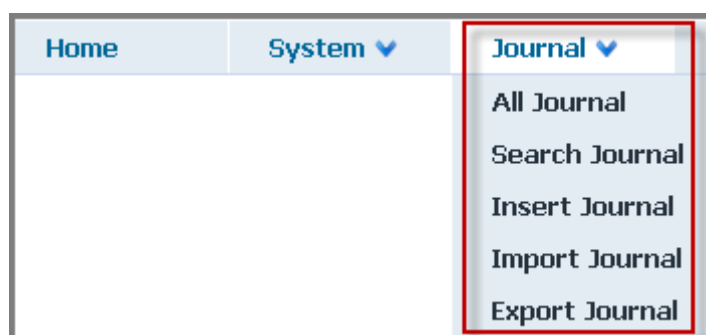 Home System Journal
All Journal
Search Journal
Insert Journal
Import Journal
Export Journal